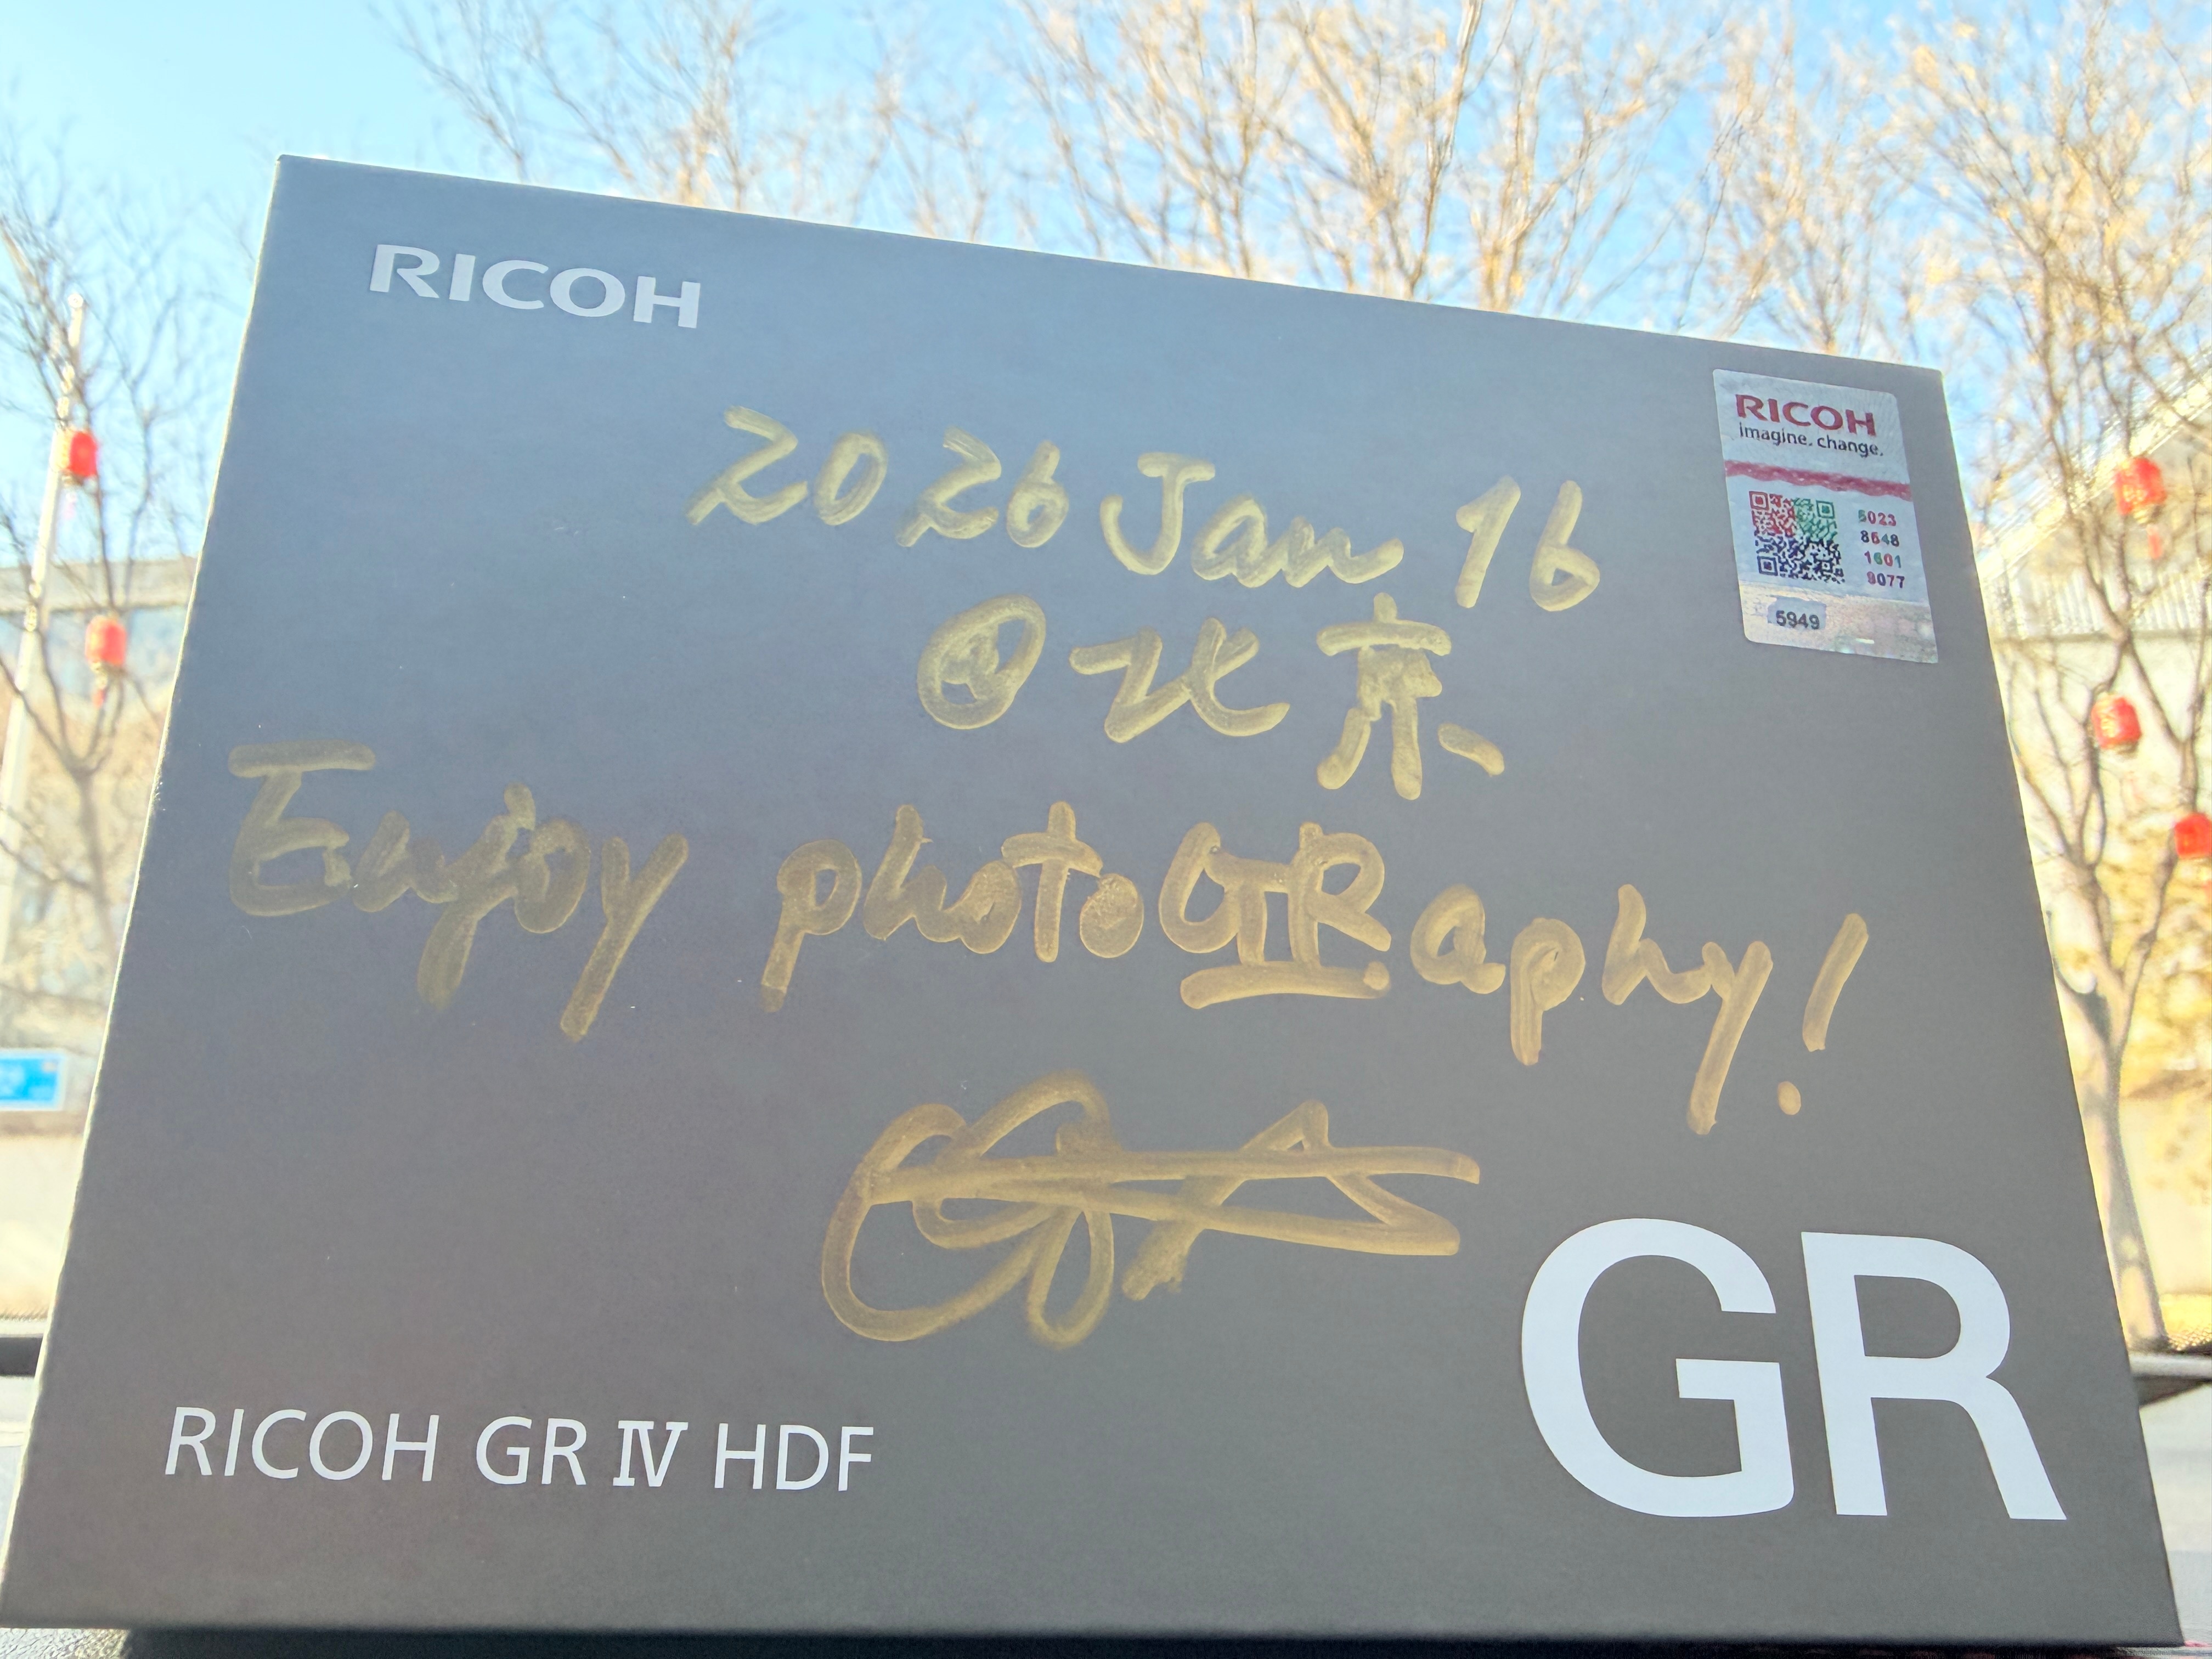 RICOH
RICOH
imagine. change.
5023
8648
1601
9077
5949
2026 Jan 16
@北京
Enjoy photoGRaphy!
GR
RICOH GR IV HDF